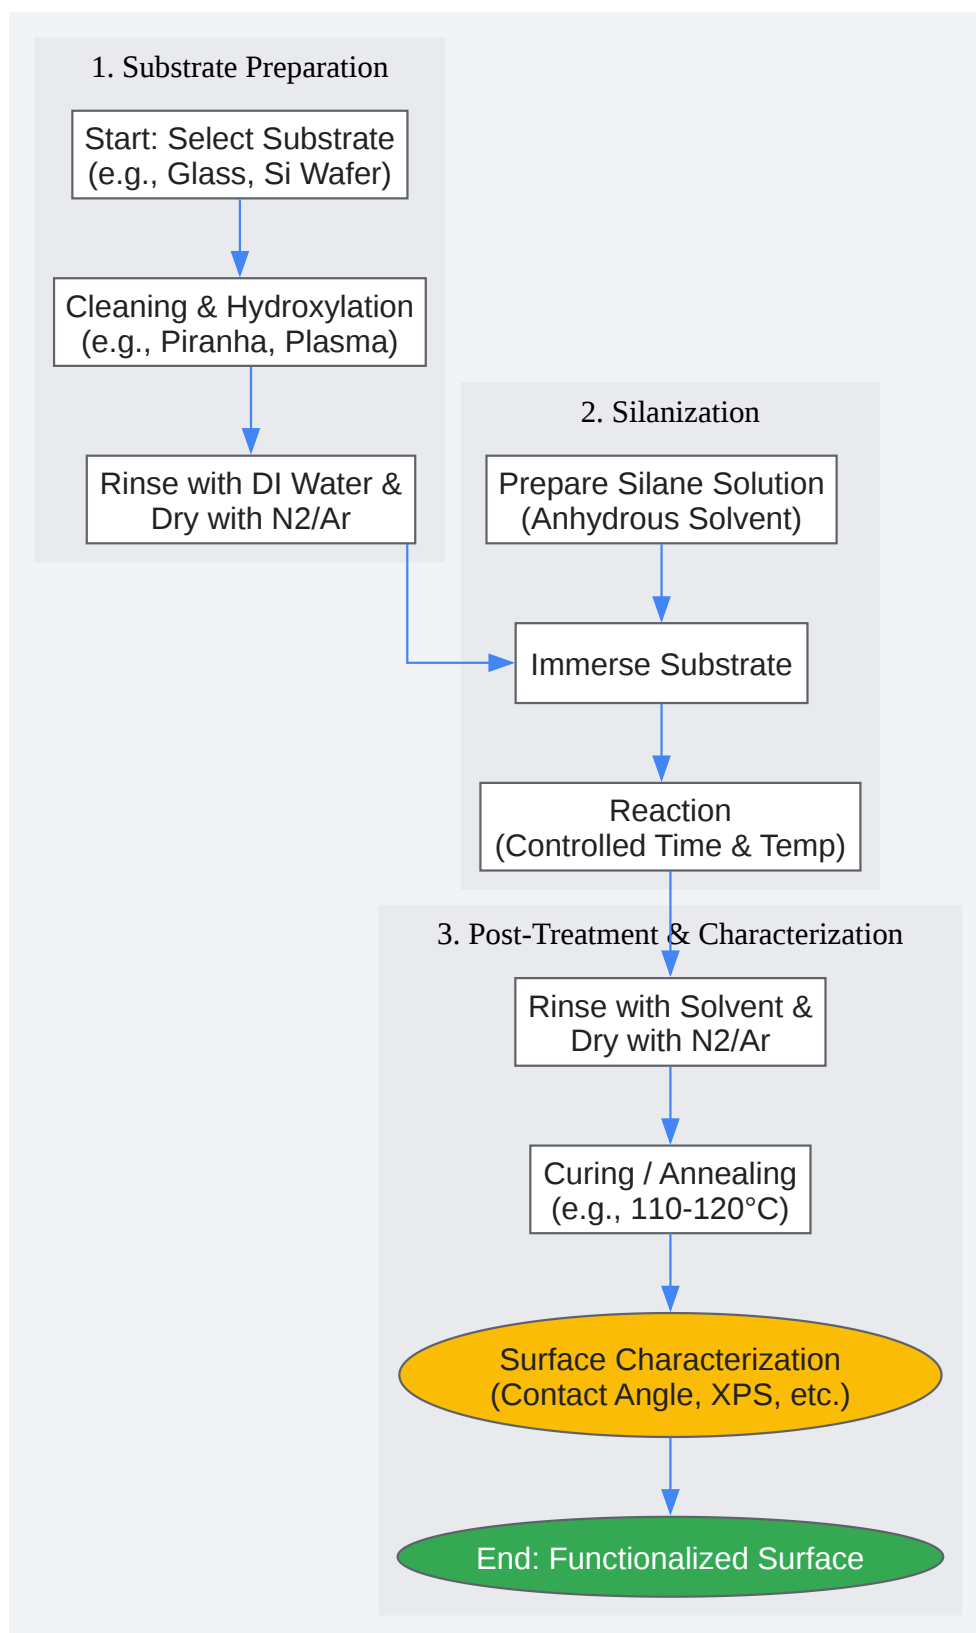 1. Substrate Preparation
Start: Select Substrate
(e.g., Glass, Si Wafer)
Cleaning & Hydroxylation
(e.g., Piranha, Plasma)
Rinse with DI Water &
Dry with N2/Ar
2. Silanization
Prepare Silane Solution
(Anhydrous Solvent)
Immerse Substrate
Reaction
(Controlled Time & Temp)
3. Post-Treatment & Characterization
Rinse with Solvent &
Dry with N2/Ar
Curing / Annealing
(e.g., 110-120°C)
Surface Characterization
(Contact Angle, XPS, etc.)
End: Functionalized Surface